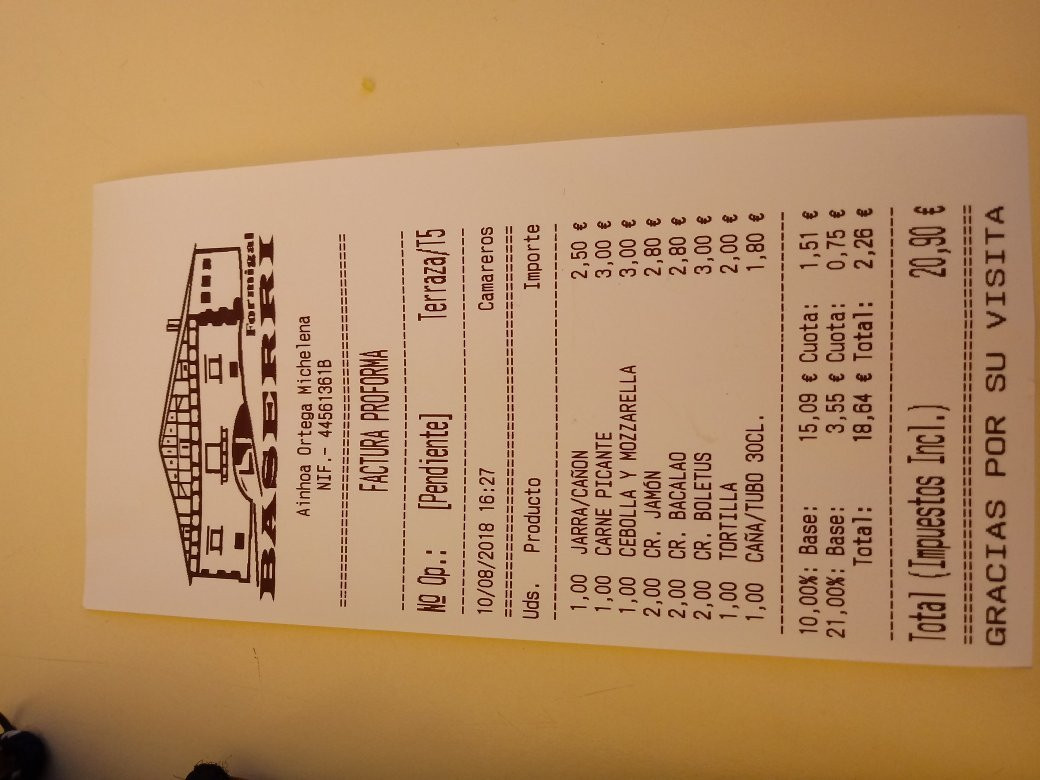 Formigal
BASERRI
Ainhoa Ortega Michelena
NIF.- 44561361B
FACTURA PROFORMA
Nº Op.: [Pendiente] Terraza/T5
10/08/2018 16:27 Camareros
Uds. Producto Importe
1,00 JARRA/CAÑON 2,50 €
1,00 CARNE PICANTE 3,00 €
1,00 CEBOLLA Y MOZZARELLA 3,00 €
2,00 CR. JAMÓN 2,80 €
2,00 CR. BACALAO 2,80 €
2,00 CR. BOLETUS 3,00 €
1,00 TORTILLA 2,00 €
1,00 CAÑA/TUBO 30CL. 1,80 €
10,00%: Base: 15,09 € Cuota: 1,51 €
21,00%: Base: 3,55 € Cuota: 0,75 €
Total: 18,64 € Total: 2,26 €
Total (Impuestos Incl.) 20,90 €
GRACIAS POR SU VISITA